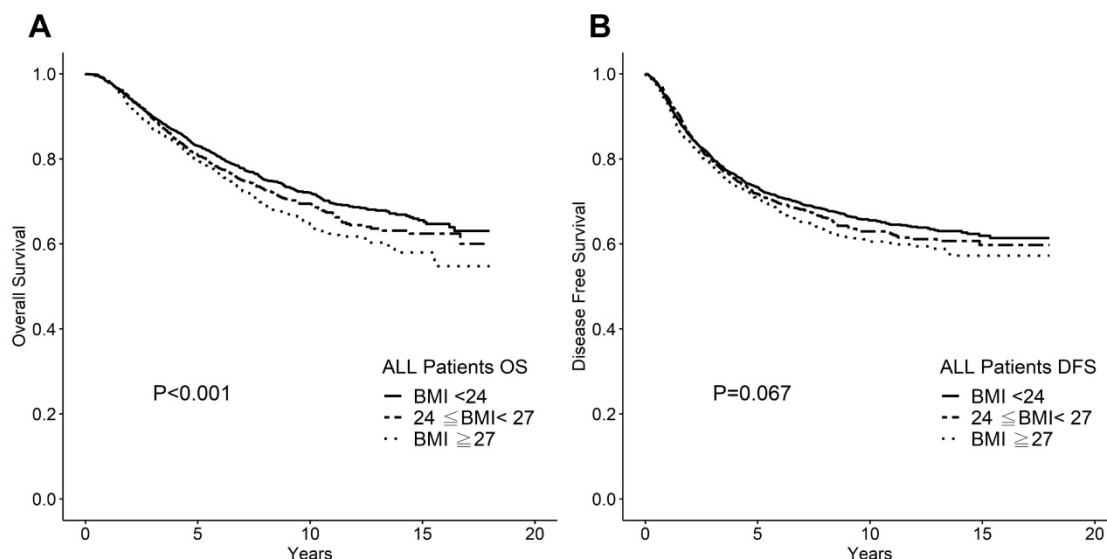 A
1.0
0.8
0.6
0.4
0.2
0.0
Overall Survival
P<0.001
ALL Patients OS
BMI <24
24 ≦BMI< 27
BMI ≧27
0 5 10 15 20
Years
B
1.0
0.8
0.6
0.4
0.2
0.0
Disease Free Survival
P=0.067
ALL Patients DFS
BMI <24
24 ≦BMI< 27
BMI ≧27
0 5 10 15 20
Years